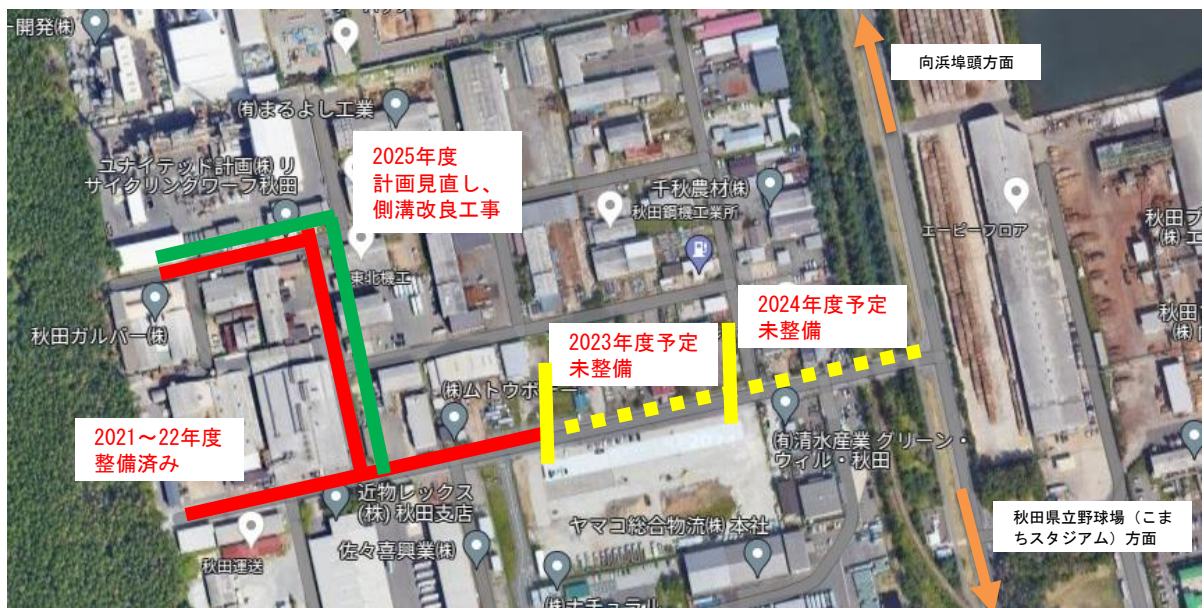 開発㈱
㈲まるよし工業
向浜埠頭方面
2025年度
計画見直し、
側溝改良工事
ユナイテッド計画㈱ リ
サイクリングワーフ秋田
千秋農材㈱
秋田鋼機工業所
エービーフロア
東北機工
秋田ガルバー㈱
2024年度予定
未整備
2023年度予定
未整備
㈱ムトウボ
2021～22年度
整備済み
㈲清水産業 グリーン・
ウィル・秋田
近物レックス
(株) 秋田支店
秋田運送
佐々喜興業㈱
ヤマコ総合物流㈱ 本社
秋田県立野球場（こま
ちスタジアム）方面
㈱ナチュラル